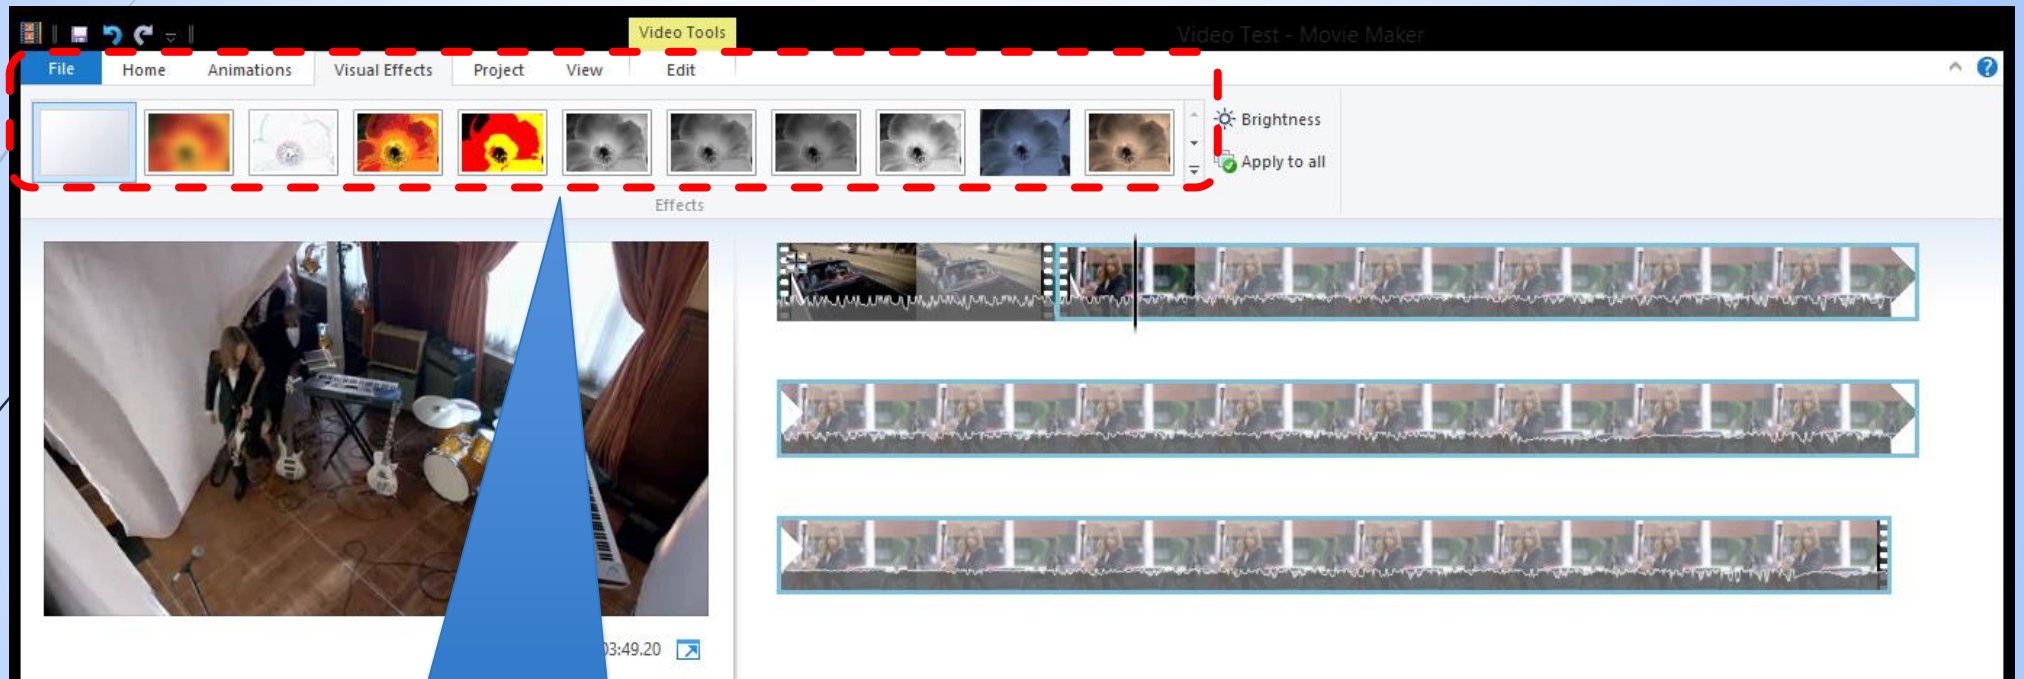 Video Tools
Video Test - Movie Maker
File Home Animations Visual Effects Project View Edit
Brightness
Apply to all
Effects
03:49.20